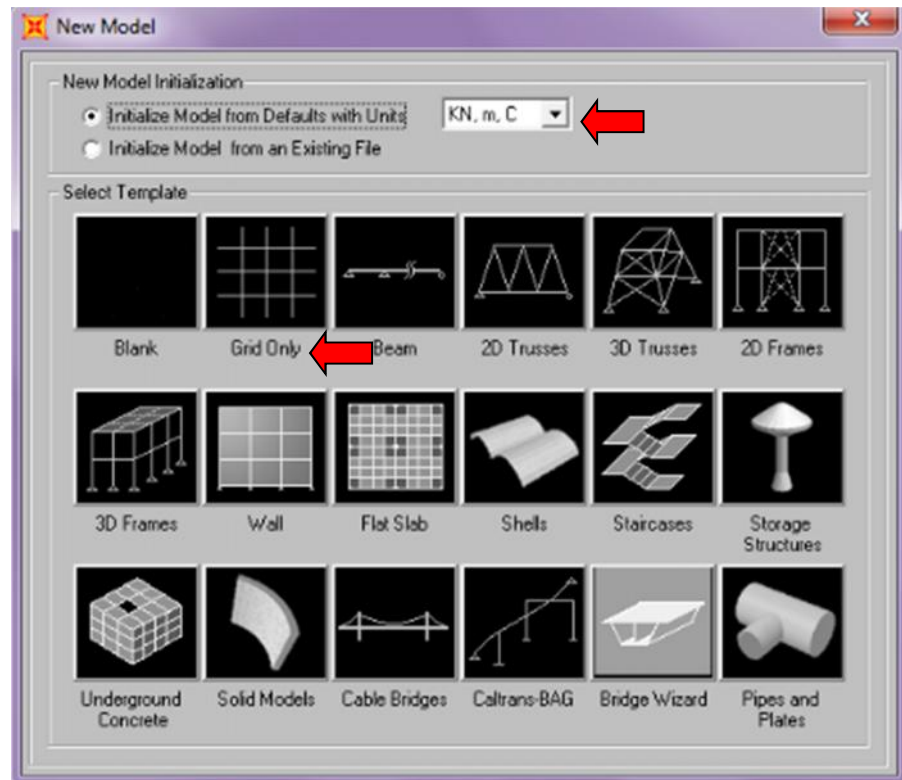 New Model
New Model Initialization
Initialize Model from Defaults with Units
KN, m, C
Initialize Model from an Existing File
Select Template
Blank
Grid Only
Beam
2D Trusses
3D Trusses
2D Frames
3D Frames
Wall
Flat Slab
Shells
Staircases
Storage
Structures
Underground
Concrete
Solid Models
Cable Bridges
Caltrans-BAG
Bridge Wizard
Pipes and
Plates